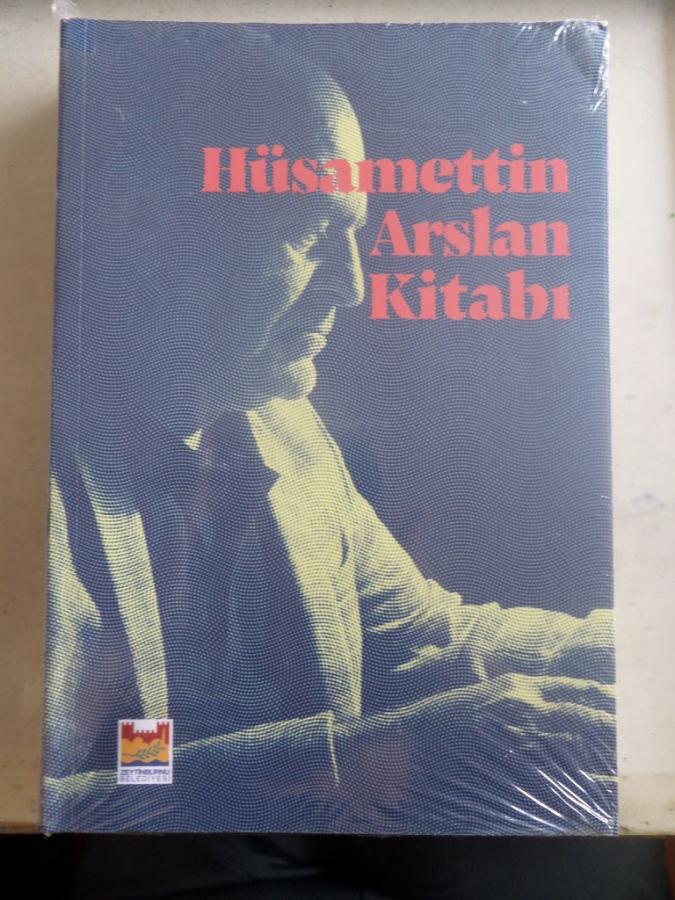 Hüsamettin
Arslan
Kitabı
ZEYTİNBURNU
BELEDİYESİ